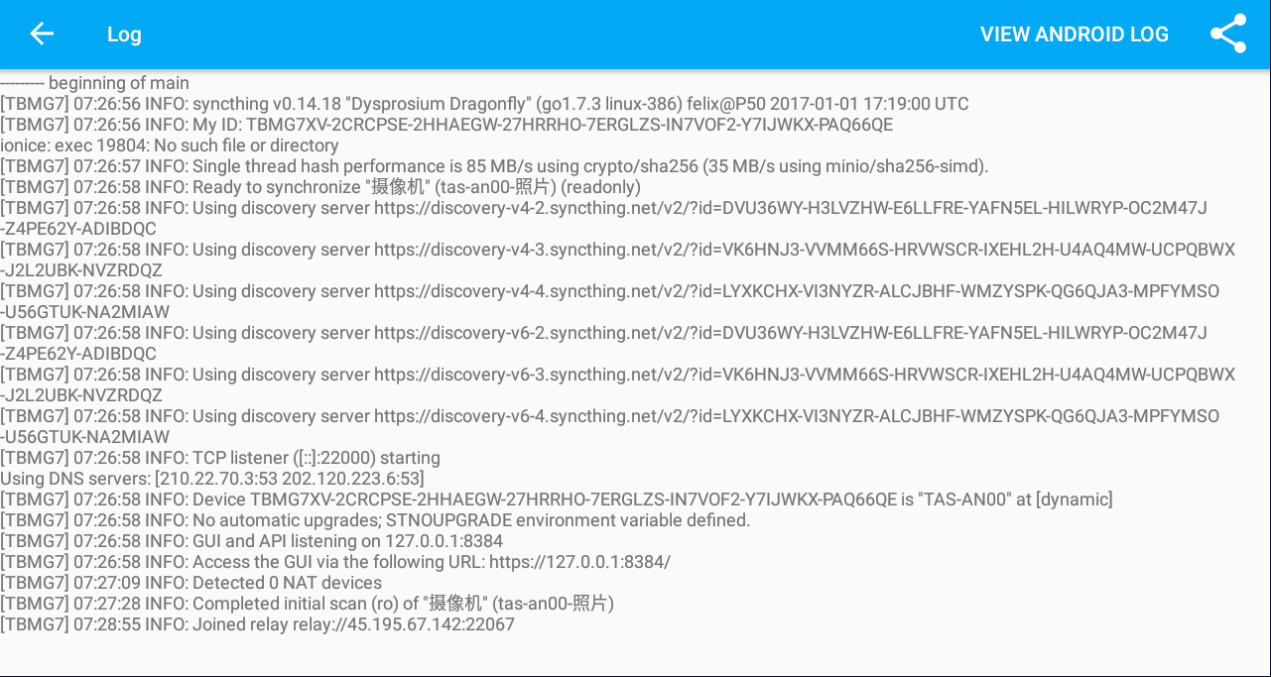 Log
VIEW ANDROID LOG
--------- beginning of main
[TBMG7] 07:26:56 INFO: syncthing v0.14.18 "Dysprosium Dragonfly" (go1.7.3 linux-386) felix@P50 2017-01-01 17:19:00 UTC
[TBMG7] 07:26:56 INFO: My ID: TBMG7XV-2CRCPSE-2HHAEGW-27HRRHO-7ERGLZS-IN7VOF2-Y7IJWKX-PAQ66QE
ionice: exec 19804: No such file or directory
[TBMG7] 07:26:57 INFO: Single thread hash performance is 85 MB/s using crypto/sha256 (35 MB/s using minio/sha256-simd).
[TBMG7] 07:26:58 INFO: Ready to synchronize "摄像机" (tas-an00-照片) (readonly)
[TBMG7] 07:26:58 INFO: Using discovery server https://discovery-v4-2.syncthing.net/v2/?id=DVU36WY-H3LVZHW-E6LLFRE-YAFN5EL-HILWRYP-OC2M47J
-Z4PE62Y-ADIBDQC
[TBMG7] 07:26:58 INFO: Using discovery server https://discovery-v4-3.syncthing.net/v2/?id=VK6HNJ3-VVMM66S-HRVWSCR-IXEHL2H-U4AQ4MW-UCPQBWX
-J2L2UBK-NVZRDQZ
[TBMG7] 07:26:58 INFO: Using discovery server https://discovery-v4-4.syncthing.net/v2/?id=LYXKCHX-VI3NYZR-ALCJBHF-WMZYSPK-QG6QJA3-MPFYMSO
-U56GTUK-NA2MIAW
[TBMG7] 07:26:58 INFO: Using discovery server https://discovery-v6-2.syncthing.net/v2/?id=DVU36WY-H3LVZHW-E6LLFRE-YAFN5EL-HILWRYP-OC2M47J
-Z4PE62Y-ADIBDQC
[TBMG7] 07:26:58 INFO: Using discovery server https://discovery-v6-3.syncthing.net/v2/?id=VK6HNJ3-VVMM66S-HRVWSCR-IXEHL2H-U4AQ4MW-UCPQBWX
-J2L2UBK-NVZRDQZ
[TBMG7] 07:26:58 INFO: Using discovery server https://discovery-v6-4.syncthing.net/v2/?id=LYXKCHX-VI3NYZR-ALCJBHF-WMZYSPK-QG6QJA3-MPFYMSO
-U56GTUK-NA2MIAW
[TBMG7] 07:26:58 INFO: TCP listener ([::]:22000) starting
Using DNS servers: [210.22.70.3:53 202.120.223.6:53]
[TBMG7] 07:26:58 INFO: Device TBMG7XV-2CRCPSE-2HHAEGW-27HRRHO-7ERGLZS-IN7VOF2-Y7IJWKX-PAQ66QE is "TAS-AN00" at [dynamic]
[TBMG7] 07:26:58 INFO: No automatic upgrades; STNOUPGRADE environment variable defined.
[TBMG7] 07:26:58 INFO: GUI and API listening on 127.0.0.1:8384
[TBMG7] 07:26:58 INFO: Access the GUI via the following URL: https://127.0.0.1:8384/
[TBMG7] 07:27:09 INFO: Detected 0 NAT devices
[TBMG7] 07:27:28 INFO: Completed initial scan (ro) of "摄像机" (tas-an00-照片)
[TBMG7] 07:28:55 INFO: Joined relay relay://45.195.67.142:22067